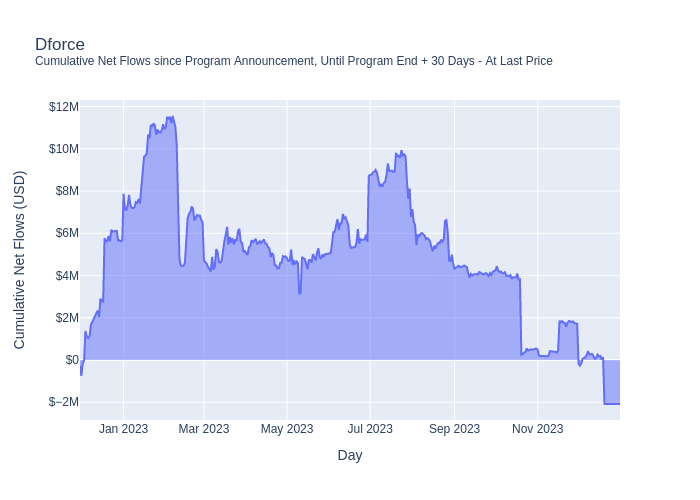 Dforce
Cumulative Net Flows since Program Announcement, Until Program End + 30 Days - At Last Price
Cumulative Net Flows (USD)
$12M
$10M
$8M
$6M
$4M
$2M
$0
$−2M
Jan 2023
Mar 2023
May 2023
Jul 2023
Sep 2023
Nov 2023
Day